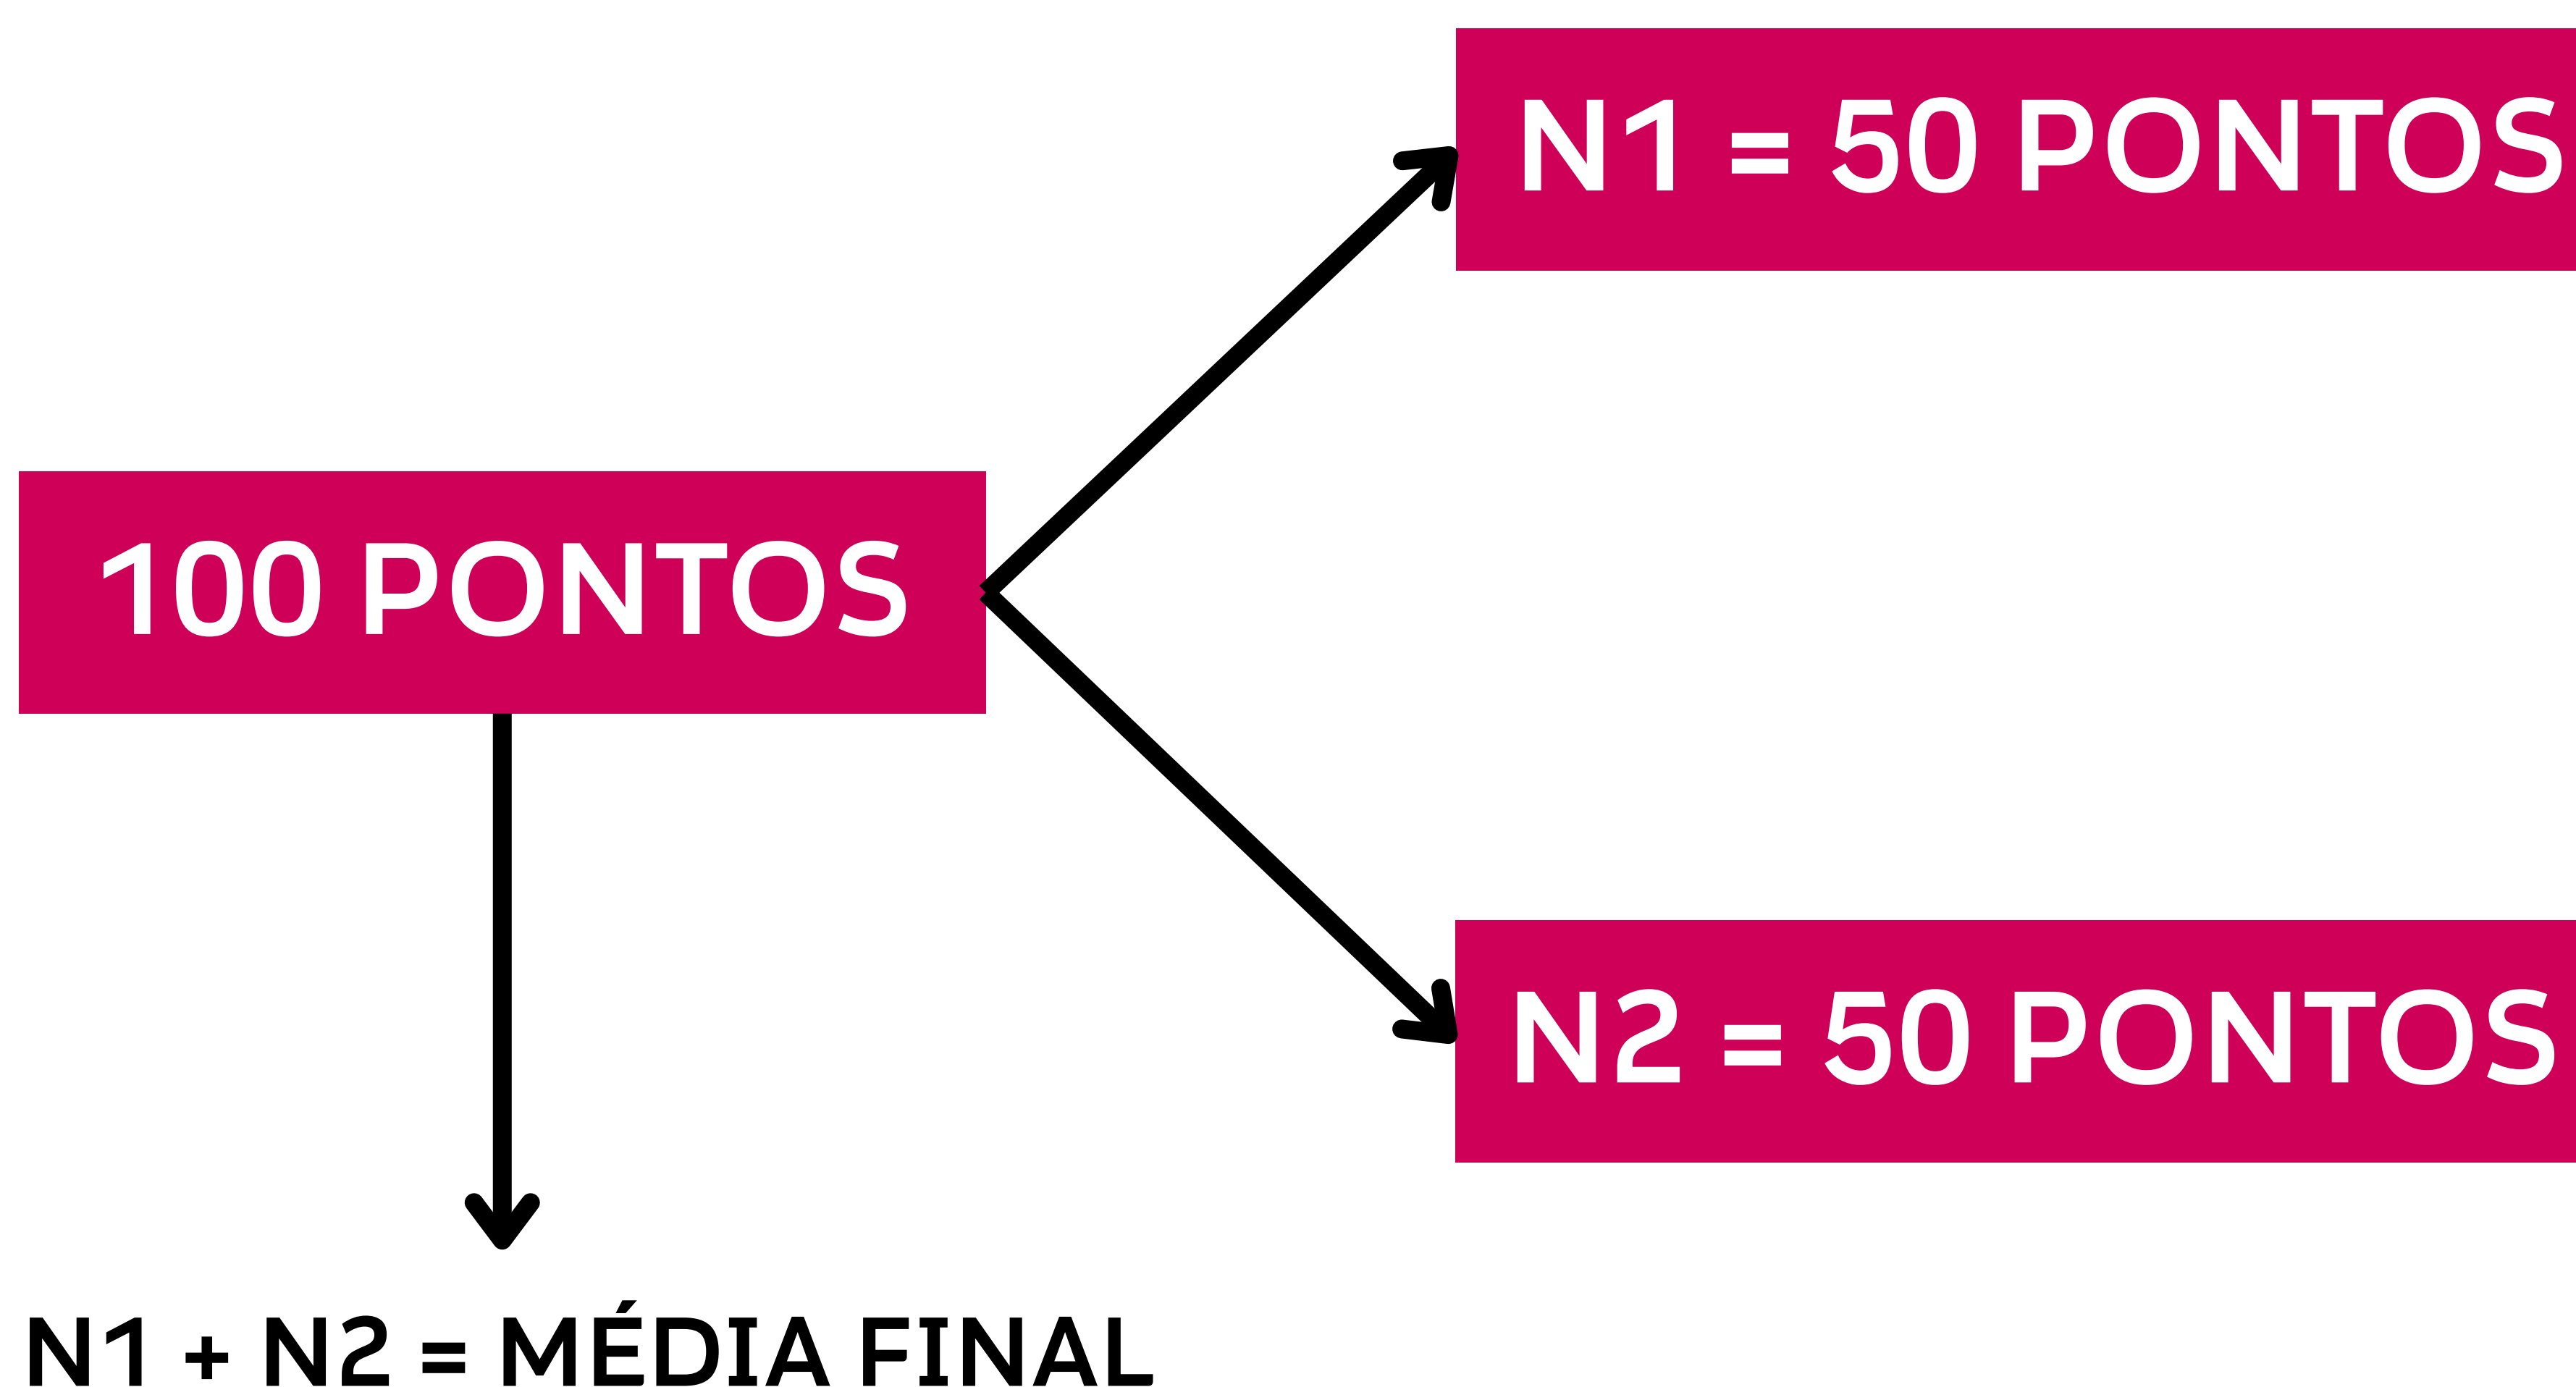 N1 = 50 PONTOS
100 PONTOS
N2 = 50 PONTOS
N1 + N2 = MÉDIA FINAL